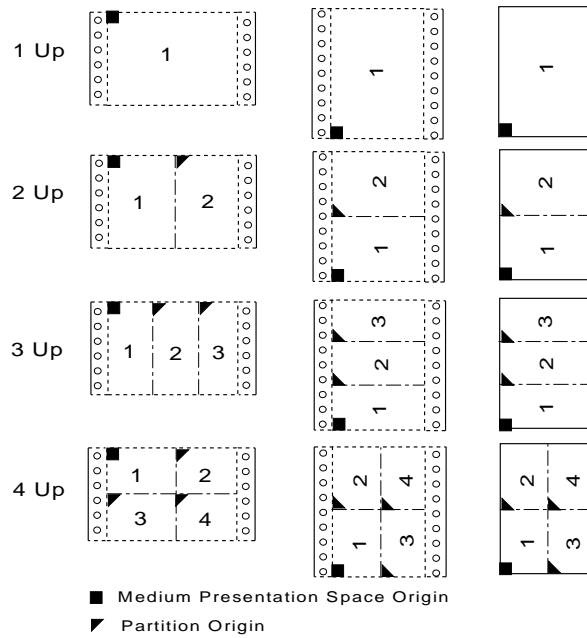 1 Up 1 1 1
2 Up 1 2 2 2
1 1
3 Up 1 2 3 3 3
2 2
1 1
4 Up 1 2 2 4 2 4
3 4 1 3 1 3
Medium Presentation Space Origin
Partition Origin